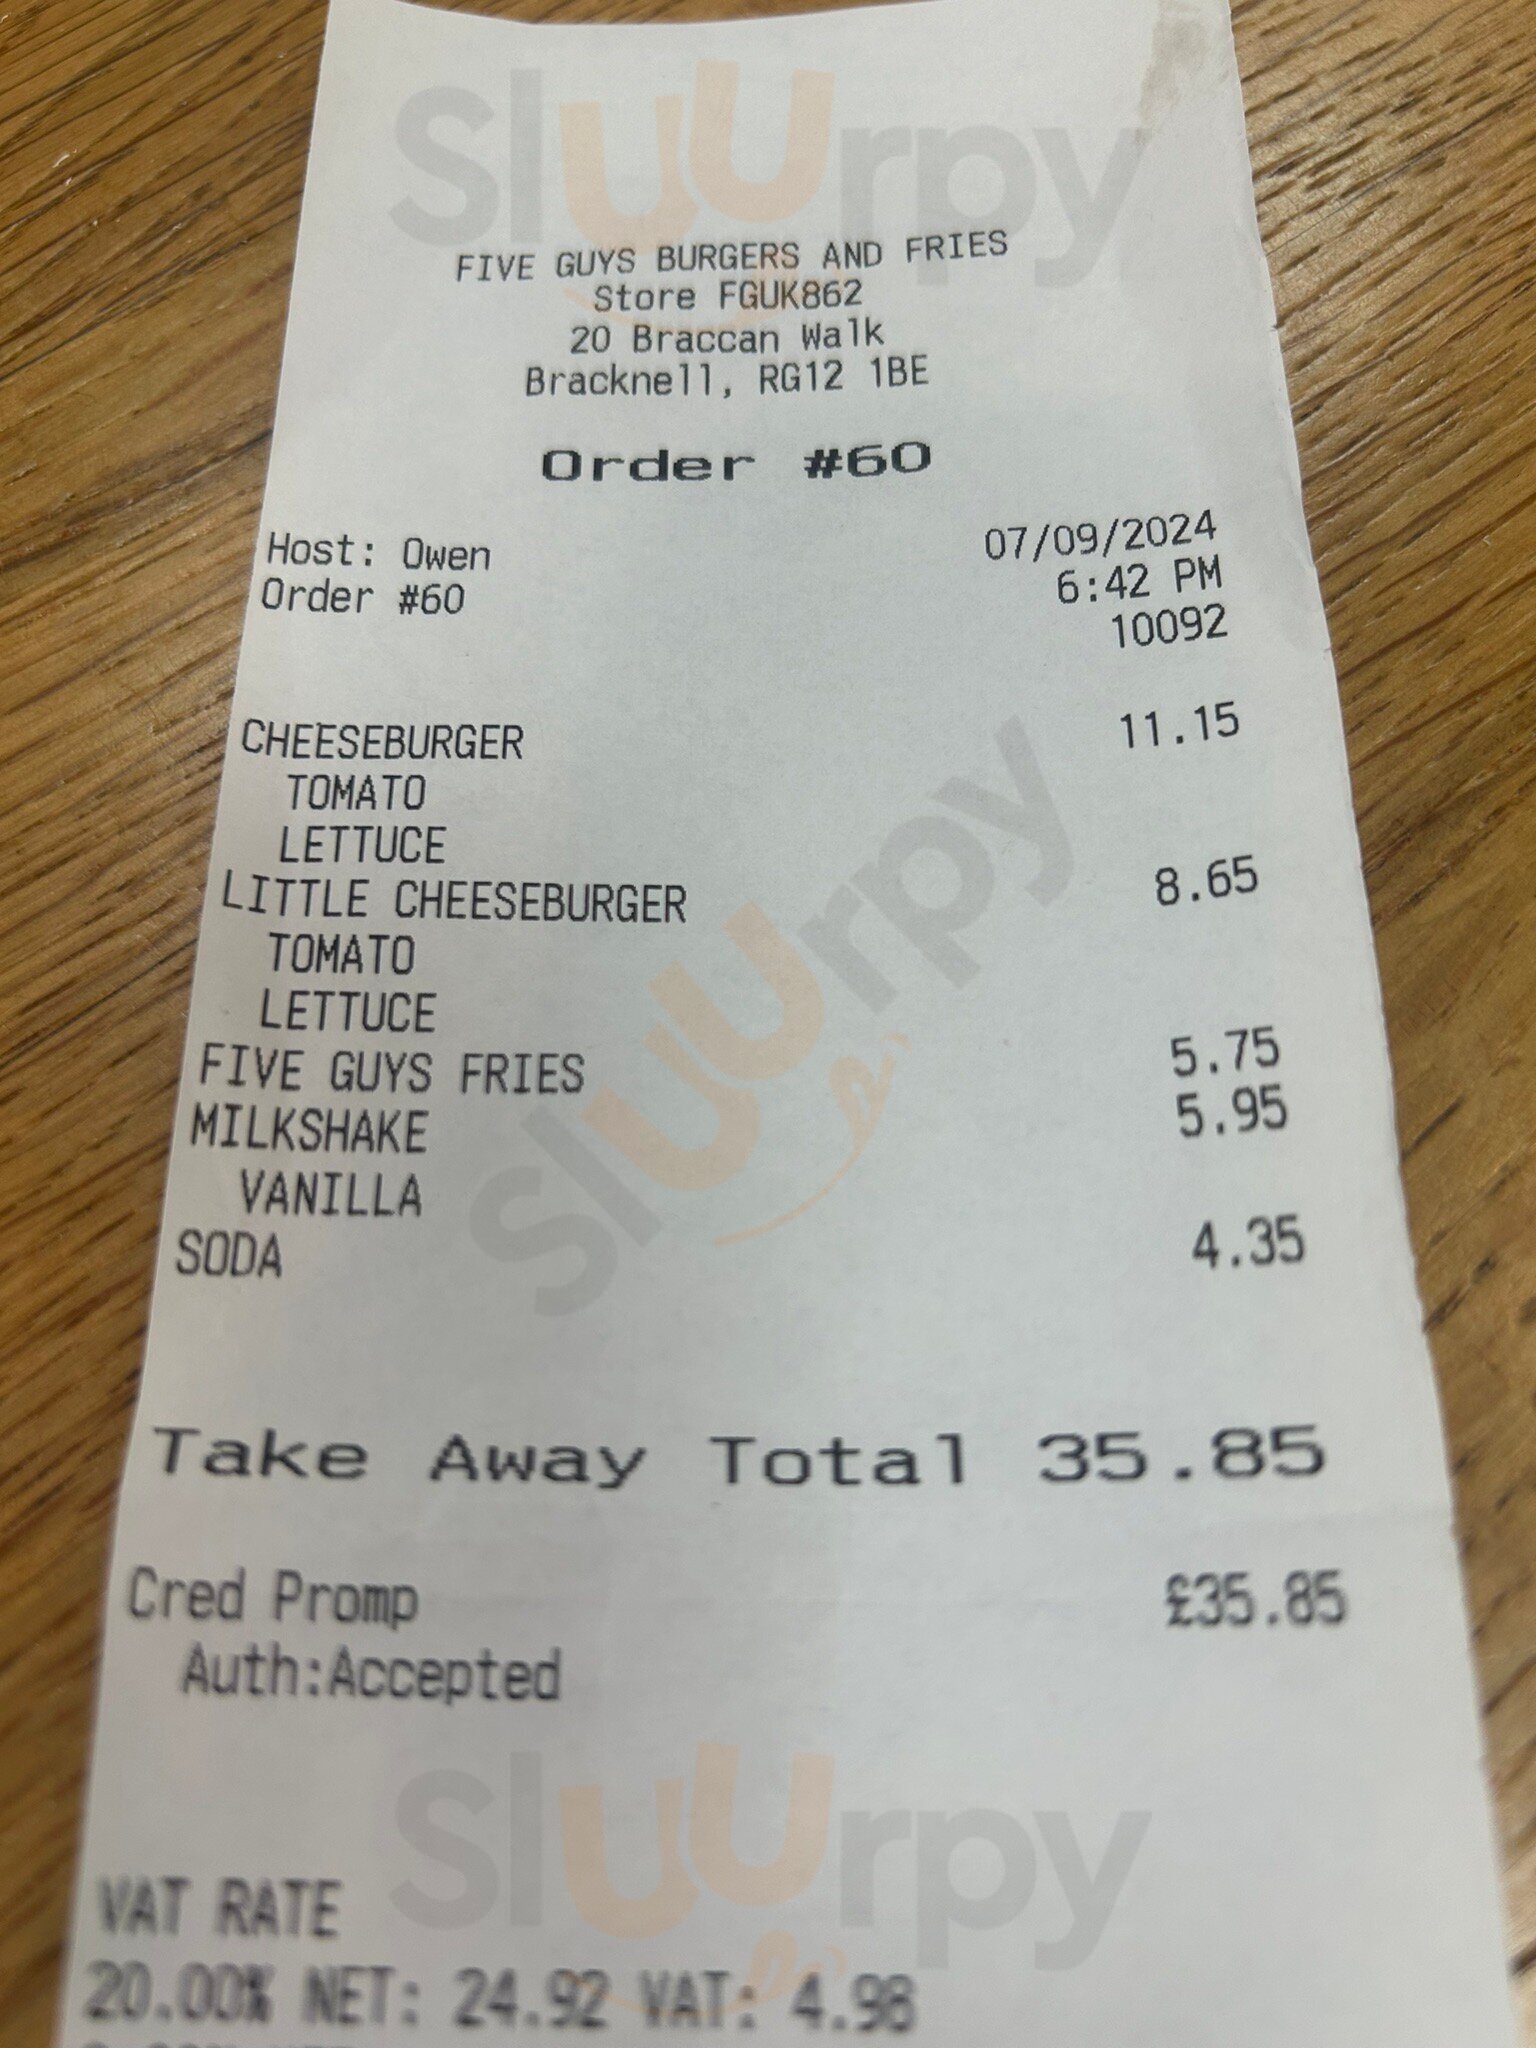 Sluurpy
FIVE GUYS BURGERS AND FRIES
Store FGUK862
20 Braccan Walk
Bracknell, RG12 1BE
Order #60
Host: Owen 07/09/2024
Order #60 6:42 PM
10092
CHEESEBURGER 11.15
TOMATO
LETTUCE
LITTLE CHEESEBURGER 8.65
TOMATO
LETTUCE
FIVE GUYS FRIES 5.75
MILKSHAKE 5.95
VANILLA
SODA 4.35
Sluurpy
Take Away Total 35.85
Cred Promp £35.85
Auth:Accepted
Sluurpy
VAT RATE
20.00% NET: 24.92 VAT: 4.98